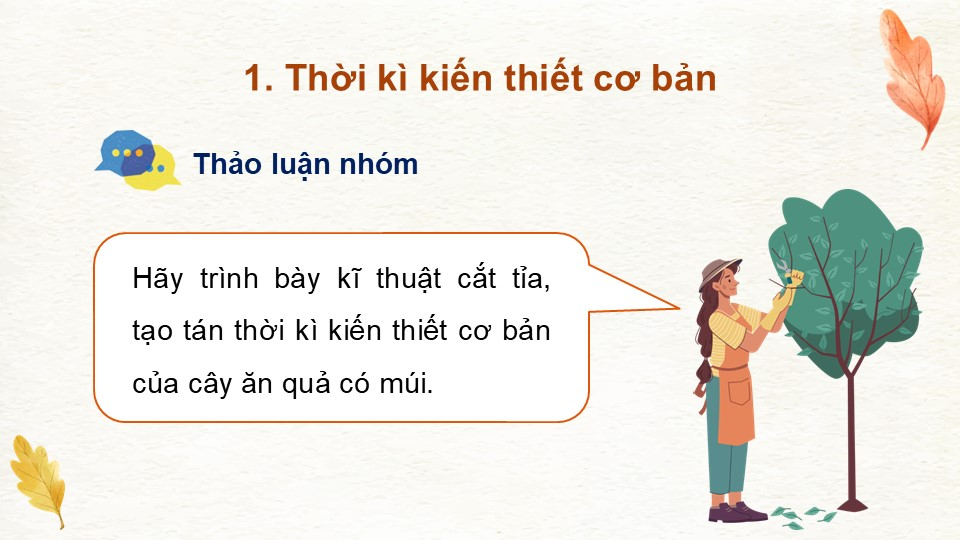 1. Thời kì kiến thiết cơ bản
Thảo luận nhóm
Hãy trình bày kĩ thuật cắt tỉa,
tạo tán thời kì kiến thiết cơ bản
của cây ăn quả có múi.